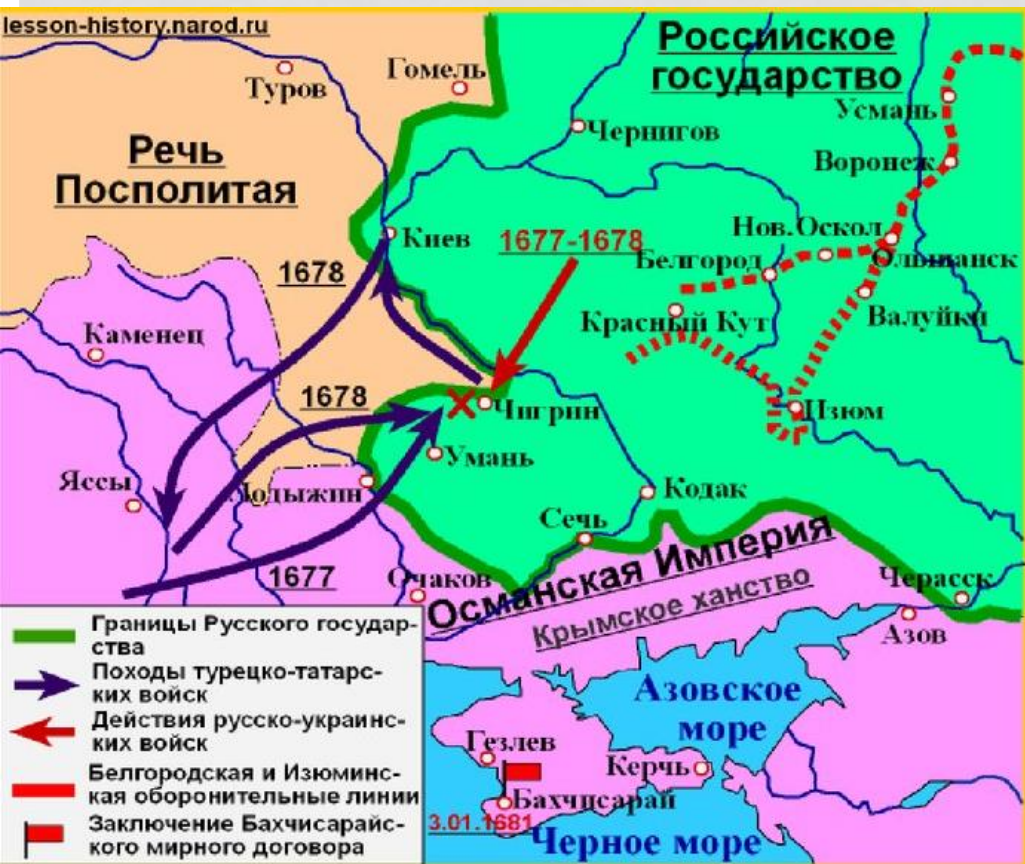 lesson-history.narod.ru
Российское
государство
Гомель
Туров
Усмань
Чернигов
Речь
Посполитая
Воронеж
Нов.Оскол
Киев
1677-1678
Белгород
Ольшанск
1678
Красный Кут
Валуйки
Каменец
1678
Чигрин
Изюм
Умань
Яссы
Лодыжин
Кодак
Сечь
1677
Очаков
Османская Империя
Крымское ханство
Черасск
Азов
Границы Русского государ-
ства
Походы турецко-татарс-
ких войск
Действия русско-украинс-
ких войск
Белгородская и Изюминс-
кая оборонительные линии
Заключение Бахчисарайс-
кого мирного договора
Азовское
море
Гезлев
Керчь
Бахчисарай
3.01.1681
Черное море